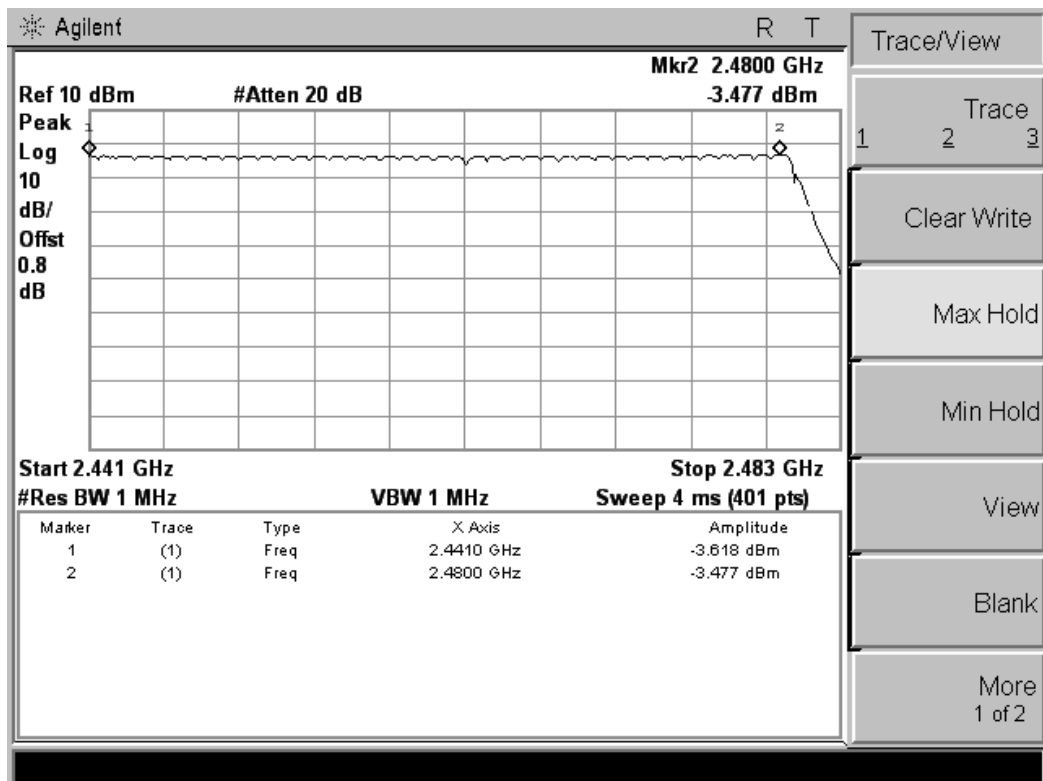 Agilent R T
Mkr2 2.4800 GHz
Ref 10 dBm #Atten 20 dB -3.477 dBm
Peak
Log
10
dB/
Offst
0.8
dB
1
2
Start 2.441 GHz Stop 2.483 GHz
#Res BW 1 MHz VBW 1 MHz Sweep 4 ms (401 pts)
Marker Trace Type X Axis Amplitude
1 (1) Freq 2.4410 GHz -3.618 dBm
2 (1) Freq 2.4800 GHz -3.477 dBm
Trace/View
Trace
1 2 3
Clear Write
Max Hold
Min Hold
View
Blank
More
1 of 2